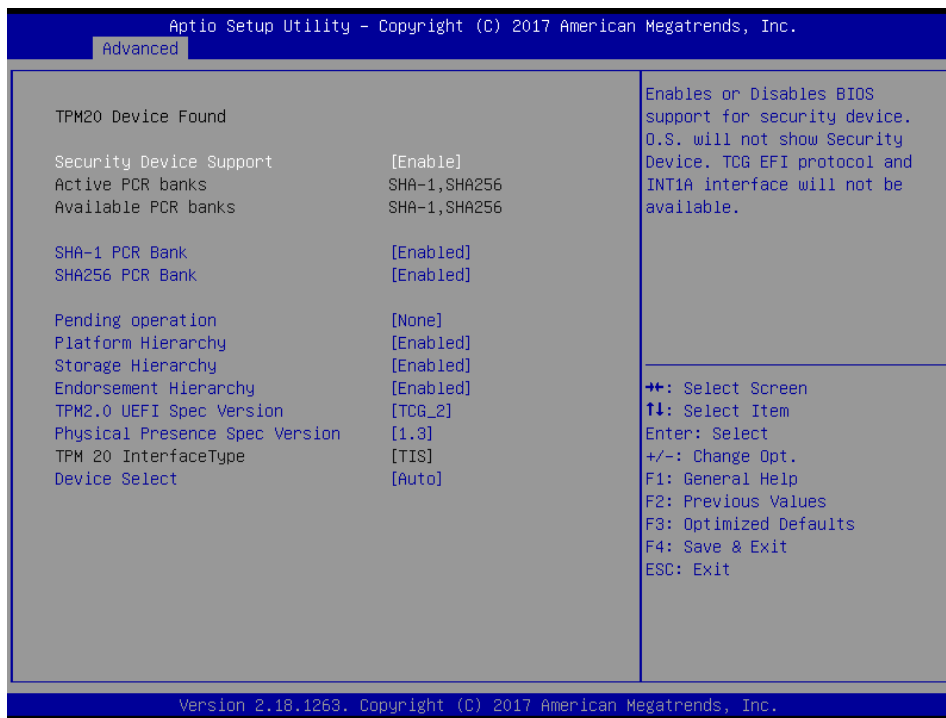 Aptio Setup Utility – Copyright (C) 2017 American Megatrends, Inc.
Advanced
TPM20 Device Found
Security Device Support [Enable]
Active PCR banks SHA-1,SHA256
Available PCR banks SHA-1,SHA256
SHA-1 PCR Bank [Enabled]
SHA256 PCR Bank [Enabled]
Pending operation [None]
Platform Hierarchy [Enabled]
Storage Hierarchy [Enabled]
Endorsement Hierarchy [Enabled]
TPM2.0 UEFI Spec Version [TCG_2]
Physical Presence Spec Version [1.3]
TPM 20 InterfaceType [TIS]
Device Select [Auto]
Enables or Disables BIOS
support for security device.
O.S. will not show Security
Device. TCG EFI protocol and
INT1A interface will not be
available.
→←: Select Screen
↑↓: Select Item
Enter: Select
+/-: Change Opt.
F1: General Help
F2: Previous Values
F3: Optimized Defaults
F4: Save & Exit
ESC: Exit
Version 2.18.1263. Copyright (C) 2017 American Megatrends, Inc.